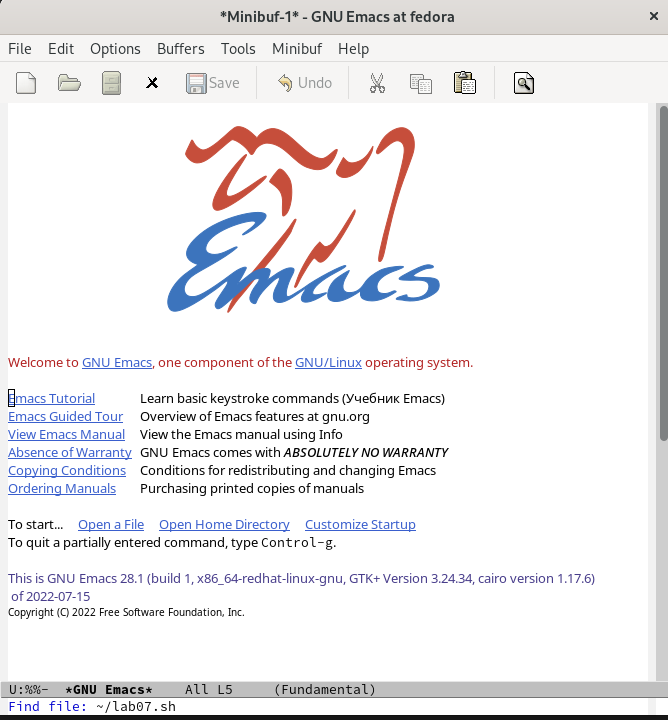 *Minibuf-1* - GNU Emacs at fedora
File Edit Options Buffers Tools Minibuf Help
Save Undo
Emacs
Welcome to GNU Emacs, one component of the GNU/Linux operating system.
Emacs Tutorial Learn basic keystroke commands (Учебник Emacs)
Emacs Guided Tour Overview of Emacs features at gnu.org
View Emacs Manual View the Emacs manual using Info
Absence of Warranty GNU Emacs comes with ABSOLUTELY NO WARRANTY
Copying Conditions Conditions for redistributing and changing Emacs
Ordering Manuals Purchasing printed copies of manuals
To start... Open a File Open Home Directory Customize Startup
To quit a partially entered command, type Control-g.
This is GNU Emacs 28.1 (build 1, x86_64-redhat-linux-gnu, GTK+ Version 3.24.34, cairo version 1.17.6)
of 2022-07-15
Copyright (C) 2022 Free Software Foundation, Inc.
U:%%- *GNU Emacs* All L5 (Fundamental)
Find file: ~/lab07.sh